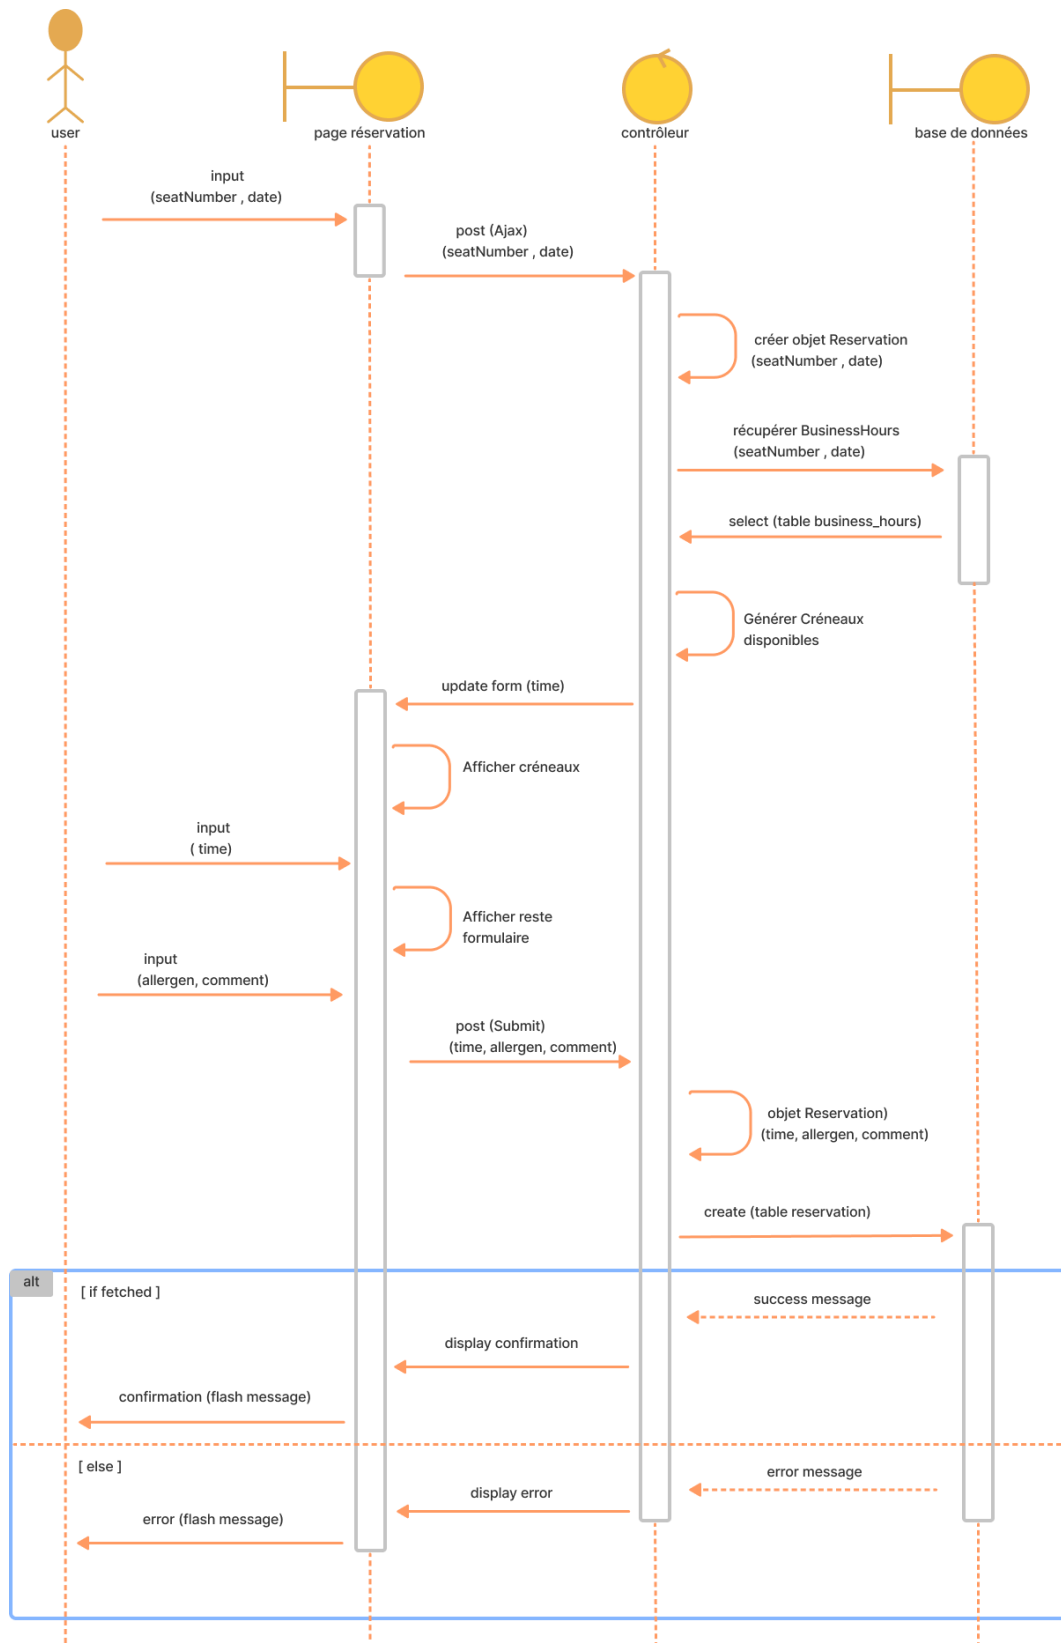 user
page réservation
contrôleur
base de données
input
(seatNumber , date)
post (Ajax)
(seatNumber , date)
créer objet Reservation
(seatNumber , date)
récupérer BusinessHours
(seatNumber , date)
select (table business_hours)
Générer Créneaux
disponibles
update form (time)
Afficher créneaux
input
( time)
Afficher reste
formulaire
input
(allergen, comment)
post (Submit)
(time, allergen, comment)
objet Reservation)
(time, allergen, comment)
create (table reservation)
alt
[ if fetched ]
success message
display confirmation
confirmation (flash message)
[ else ]
error message
display error
error (flash message)